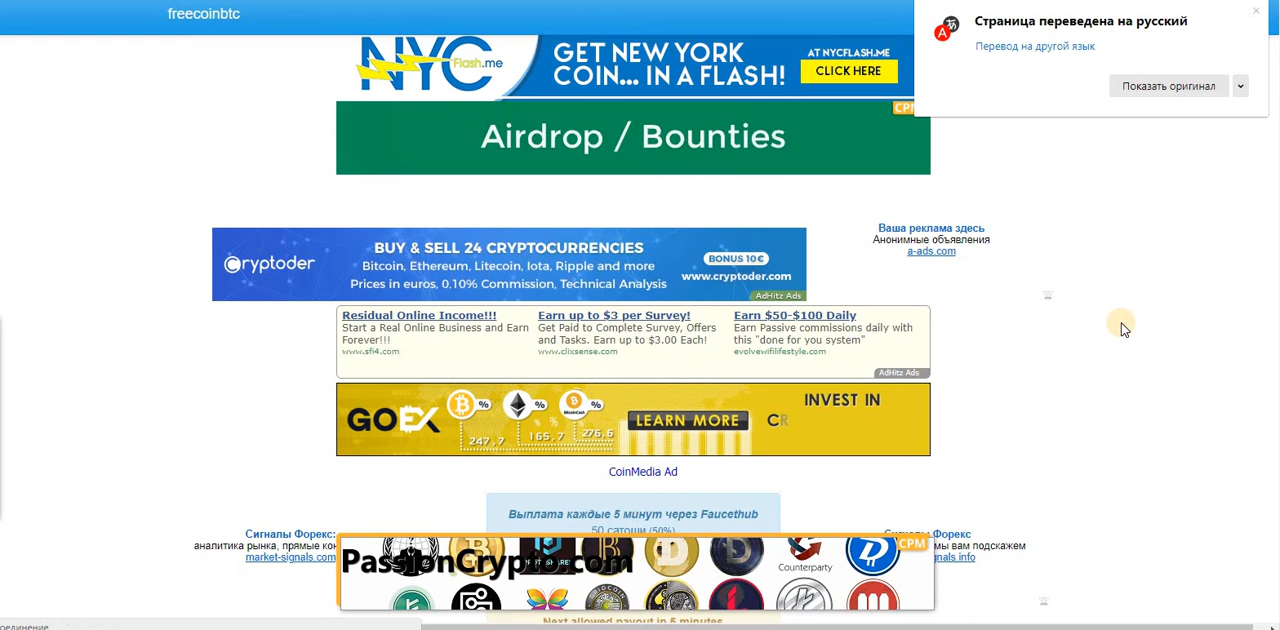 freecoinbtc
Страница переведена на русский
Перевод на другой язык
Показать оригинал
NYC
Flash.me
GET NEW YORK
COIN... IN A FLASH!
AT NYCFLASH.ME
CLICK HERE
Airdrop / Bounties
Cryptoder
BUY & SELL 24 CRYPTOCURRENCIES
Bitcoin, Ethereum, Litecoin, Iota, Ripple and more
Prices in euros, 0.10% Commission, Technical Analysis
BONUS 10€
www.cryptoder.com
AdHitz Ads
Ваша реклама здесь
Анонимные объявления
a-ads.com
Residual Online Income!!!
Start a Real Online Business and Earn
Forever!!!
www.sfi4.com
Earn up to $3 per Survey!
Get Paid to Complete Survey, Offers
and Tasks. Earn up to $3.00 Each!
www.clixsense.com
Earn $50-$100 Daily
Earn Passive commissions daily with
this "done for you system"
evolvewifilifestyle.com
AdHitz Ads
GOEX
% % %
247,7 165,7 276,6
LEARN MORE
INVEST IN
CR
CoinMedia Ad
Выплата каждые 5 минут через Faucethub
50 сатоши (50%)
Сигналы Форекс:
аналитика рынка, прямые
market-signals.com
Форекс
мы вам подскажем
CPM
PassionCrypto.com
Counterparty
Next allowed payout in 5 minutes